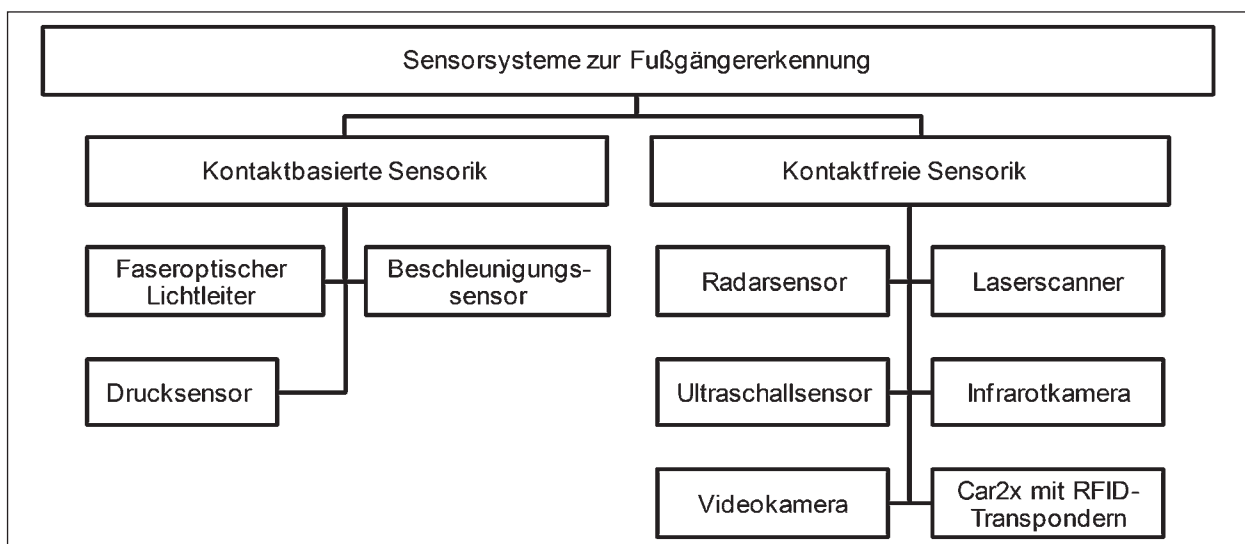 Sensorsysteme zur Fußgängererkennung
Kontaktbasierte Sensorik
Kontaktfreie Sensorik
Faseroptischer
Lichtleiter
Beschleunigungs-
sensor
Drucksensor
Radarsensor
Laserscanner
Ultraschallsensor
Infrarotkamera
Videokamera
Car2x mit RFID-
Transpondern